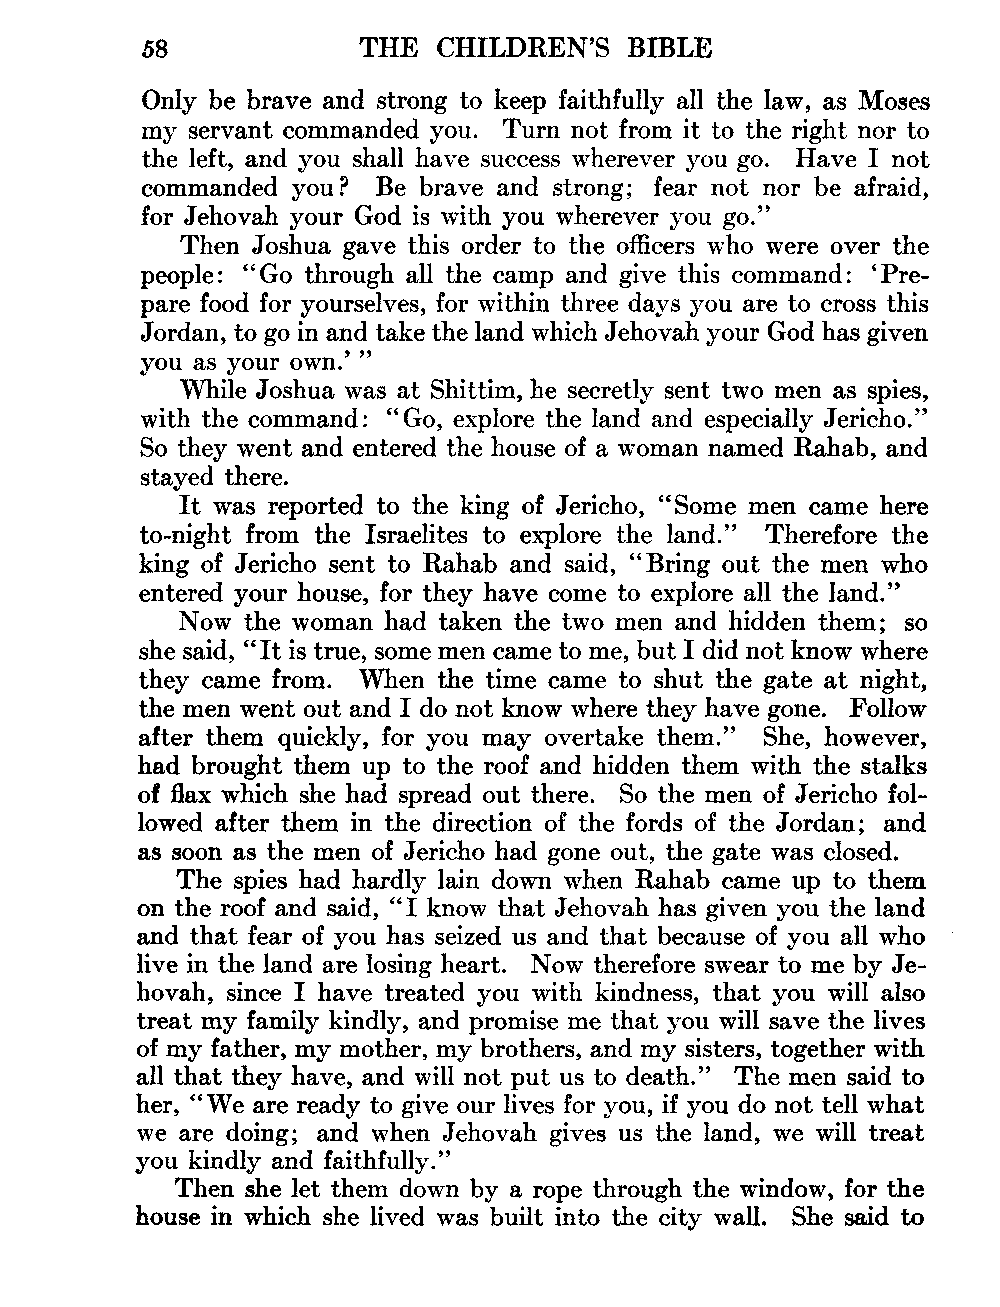 58 THE CHILDREN'S BIBLE
Only be brave and strong to keep faithfully all the law, as Moses
my servant commanded you. Turn not from it to the right nor to
the left, and you shall have success wherever you go. Have I not
commanded you? Be brave and strong; fear not nor be afraid,
for Jehovah your God is with you wherever you go.”
Then Joshua gave this order to the officers who were over the
people: “Go through all the camp and give this command: ‘Pre-
pare food for yourselves, for within three days you are to cross this
Jordan, to go in and take the land which Jehovah your God has given
you as your own.’ ”
While Joshua was at Shittim, he secretly sent two men as spies,
with the command: “Go, explore the land and especially Jericho.”
So they went and entered the house of a woman named Rahab, and
stayed there.
It was reported to the king of Jericho, “Some men came here
to-night from the Israelites to explore the land.” Therefore the
king of Jericho sent to Rahab and said, “Bring out the men who
entered your house, for they have come to explore all the land.”
Now the woman had taken the two men and hidden them; so
she said, “It is true, some men came to me, but I did not know where
they came from. When the time came to shut the gate at night,
the men went out and I do not know where they have gone. Follow
after them quickly, for you may overtake them.” She, however,
had brought them up to the roof and hidden them with the stalks
of flax which she had spread out there. So the men of Jericho fol-
lowed after them in the direction of the fords of the Jordan; and
as soon as the men of Jericho had gone out, the gate was closed.
The spies had hardly lain down when Rahab came up to them
on the roof and said, “I know that Jehovah has given you the land
and that fear of you has seized us and that because of you all who
live in the land are losing heart. Now therefore swear to me by Je-
hovah, since I have treated you with kindness, that you will also
treat my family kindly, and promise me that you will save the lives
of my father, my mother, my brothers, and my sisters, together with
all that they have, and will not put us to death.” The men said to
her, “We are ready to give our lives for you, if you do not tell what
we are doing; and when Jehovah gives us the land, we will treat
you kindly and faithfully.”
Then she let them down by a rope through the window, for the
house in which she lived was built into the city wall. She said to